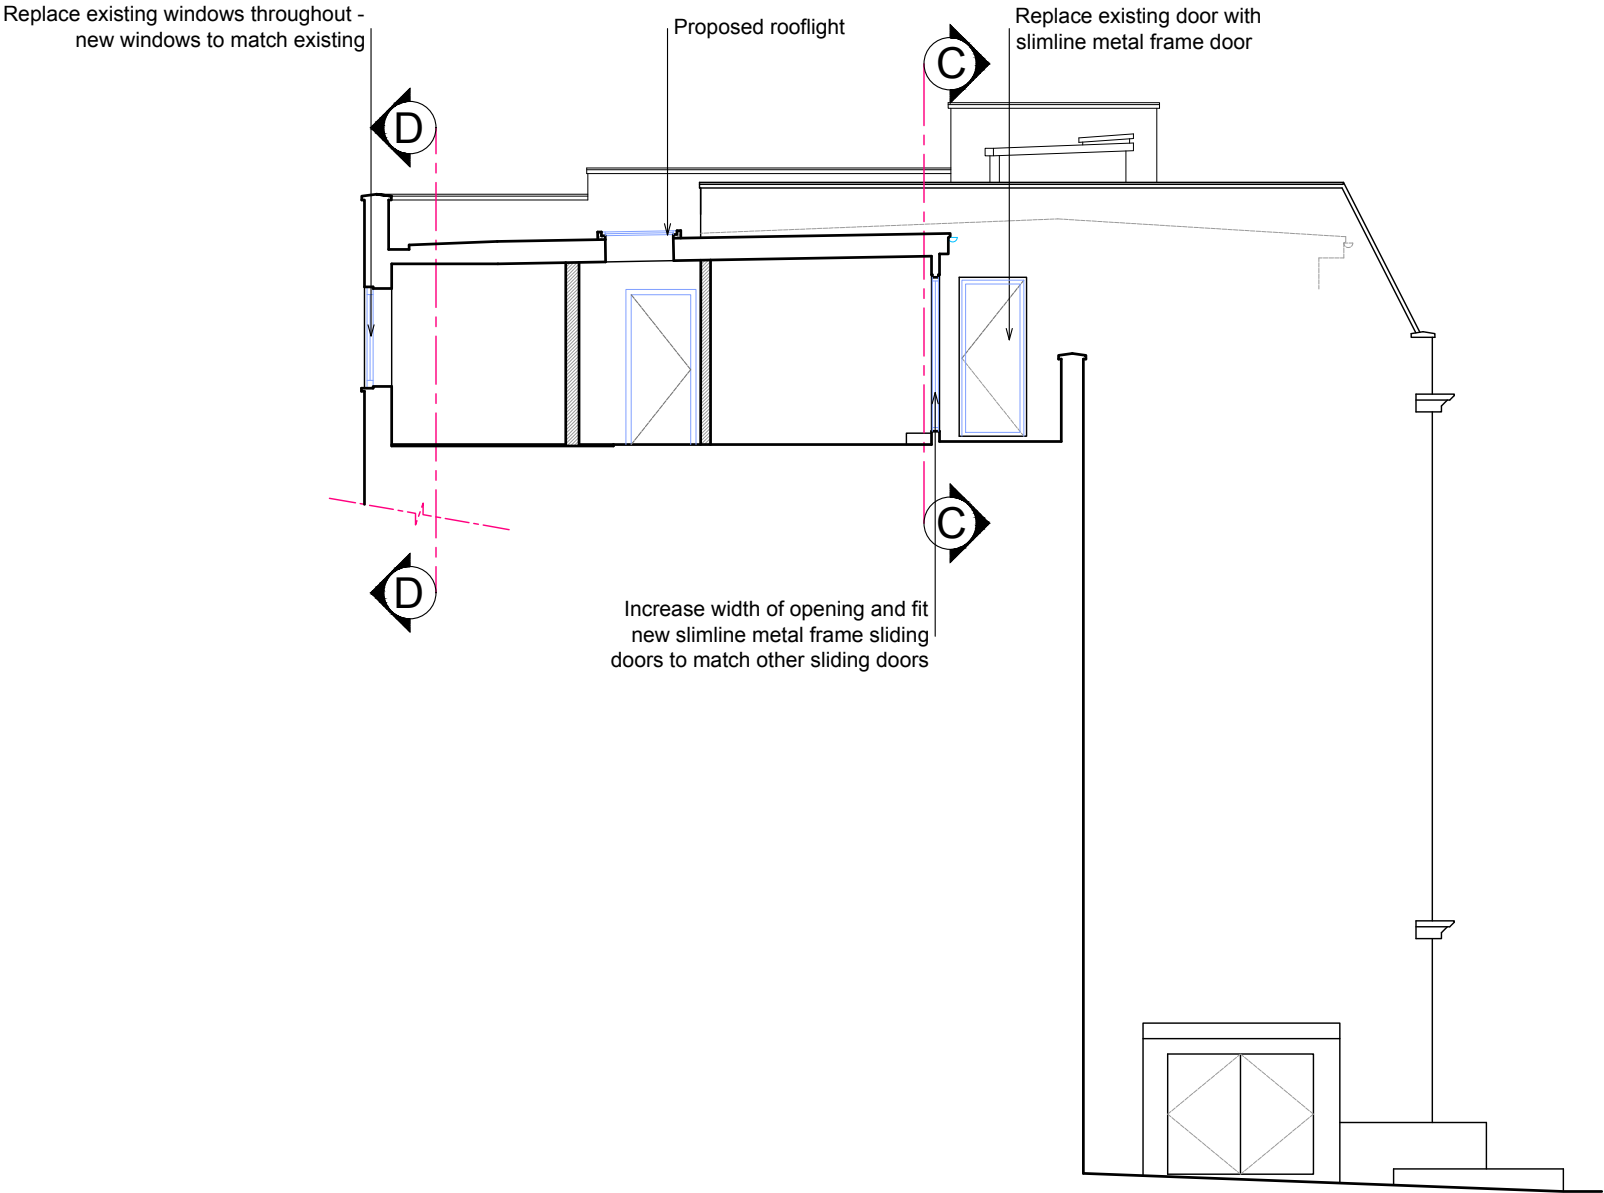 Replace existing windows throughout -
new windows to match existing
Proposed rooflight
Replace existing door with
slimline metal frame door
C
D
C
D
Increase width of opening and fit
new slimline metal frame sliding
doors to match other sliding doors